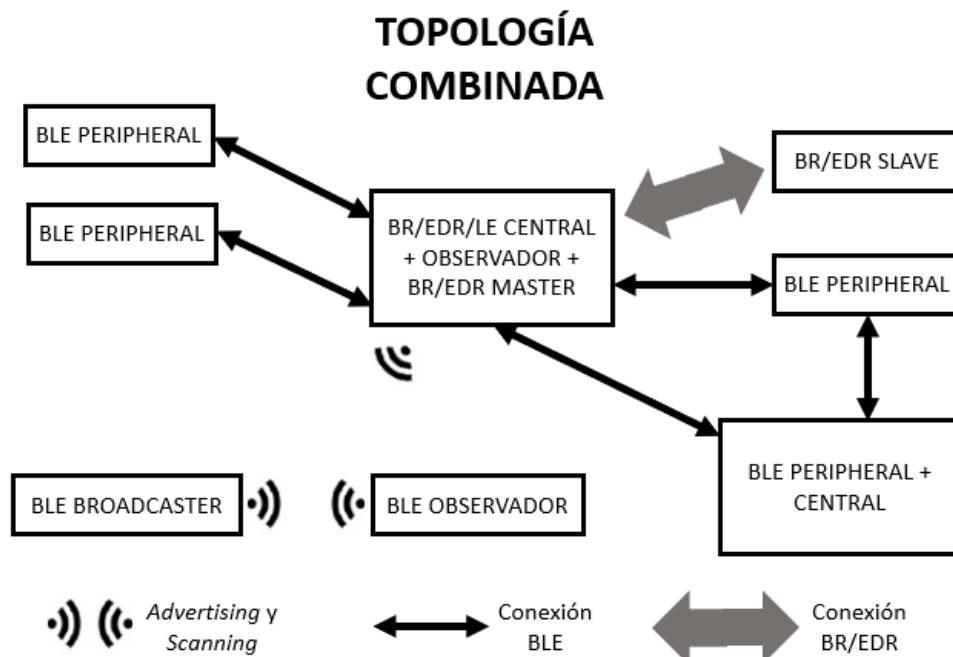 TOPOLOGÍA
COMBINADA
BLE PERIPHERAL
BLE PERIPHERAL
BR/EDR/LE CENTRAL
+ OBSERVADOR +
BR/EDR MASTER
BR/EDR SLAVE
BLE PERIPHERAL
BLE PERIPHERAL +
CENTRAL
BLE BROADCASTER
BLE OBSERVADOR
Advertising y
Scanning
Conexión
BLE
Conexión
BR/EDR